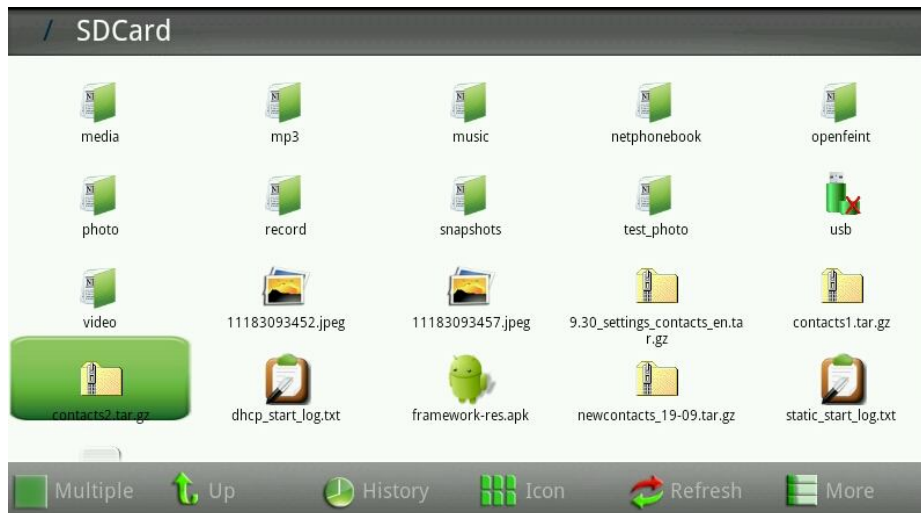 / SDCard
media
mp3
music
netphonebook
openfeint
photo
record
snapshots
test_photo
usb
video
11183093452.jpeg
11183093457.jpeg
9.30_settings_contacts_en.ta
r.gz
contacts1.tar.gz
contacts2.tar.gz
dhcp_start_log.txt
framework-res.apk
newcontacts_19-09.tar.gz
static_start_log.txt
Multiple
Up
History
Icon
Refresh
More